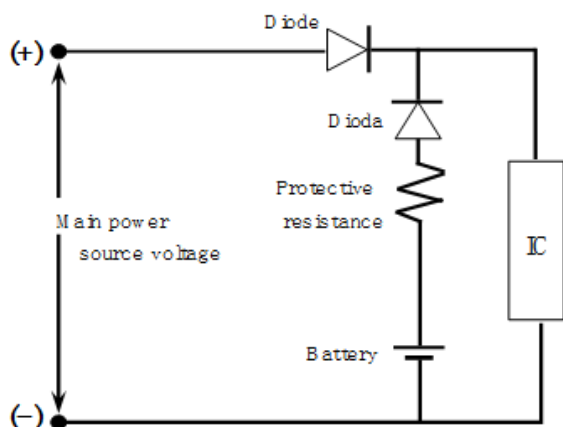 Diode
(+)
Dioda
Protective
resistance
Main power
source voltage
IC
Battery
(−)